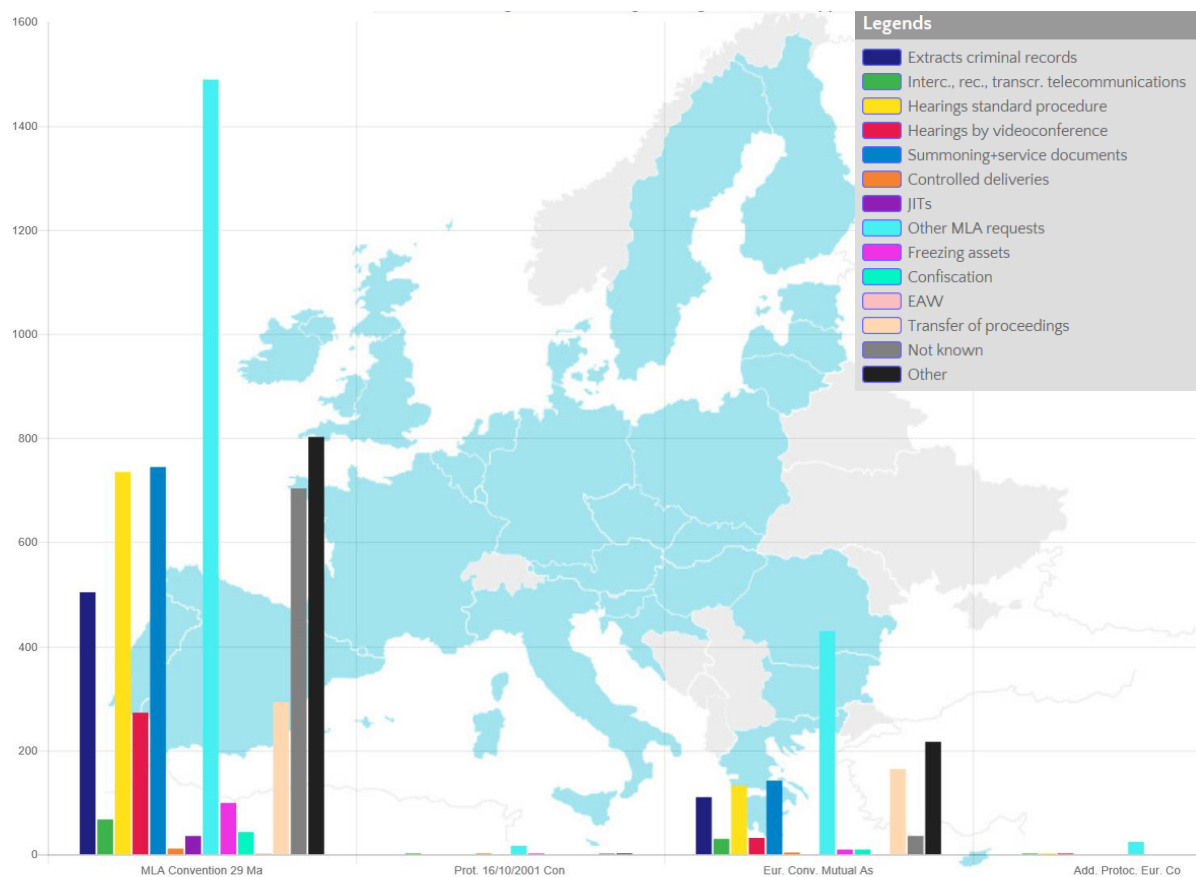 Legends
Extracts criminal records
Interc., rec., transcr. telecommunications
Hearings standard procedure
Hearings by videoconference
Summoning+service documents
Controlled deliveries
JITs
Other MLA requests
Freezing assets
Confiscation
EAW
Transfer of proceedings
Not known
Other
1600
1400
1200
1000
800
600
400
200
0
MLA Convention 29 Ma
Prot. 16/10/2001 Con
Eur. Conv. Mutual As
Add. Protoc. Eur. Co